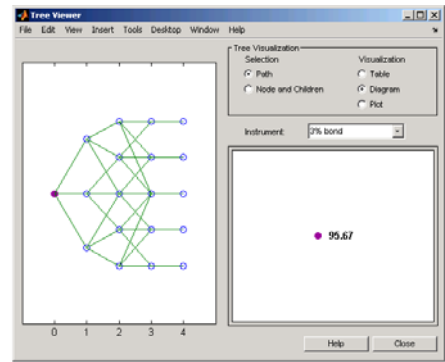 Tree Viewer
File Edit View Insert Tools Desktop Window Help
Tree Visualization
Selection
Visualization
Path
Table
Node and Children
Diagram
Plot
Instrument:
3% bond
95.67
0 1 2 3 4
Help
Close